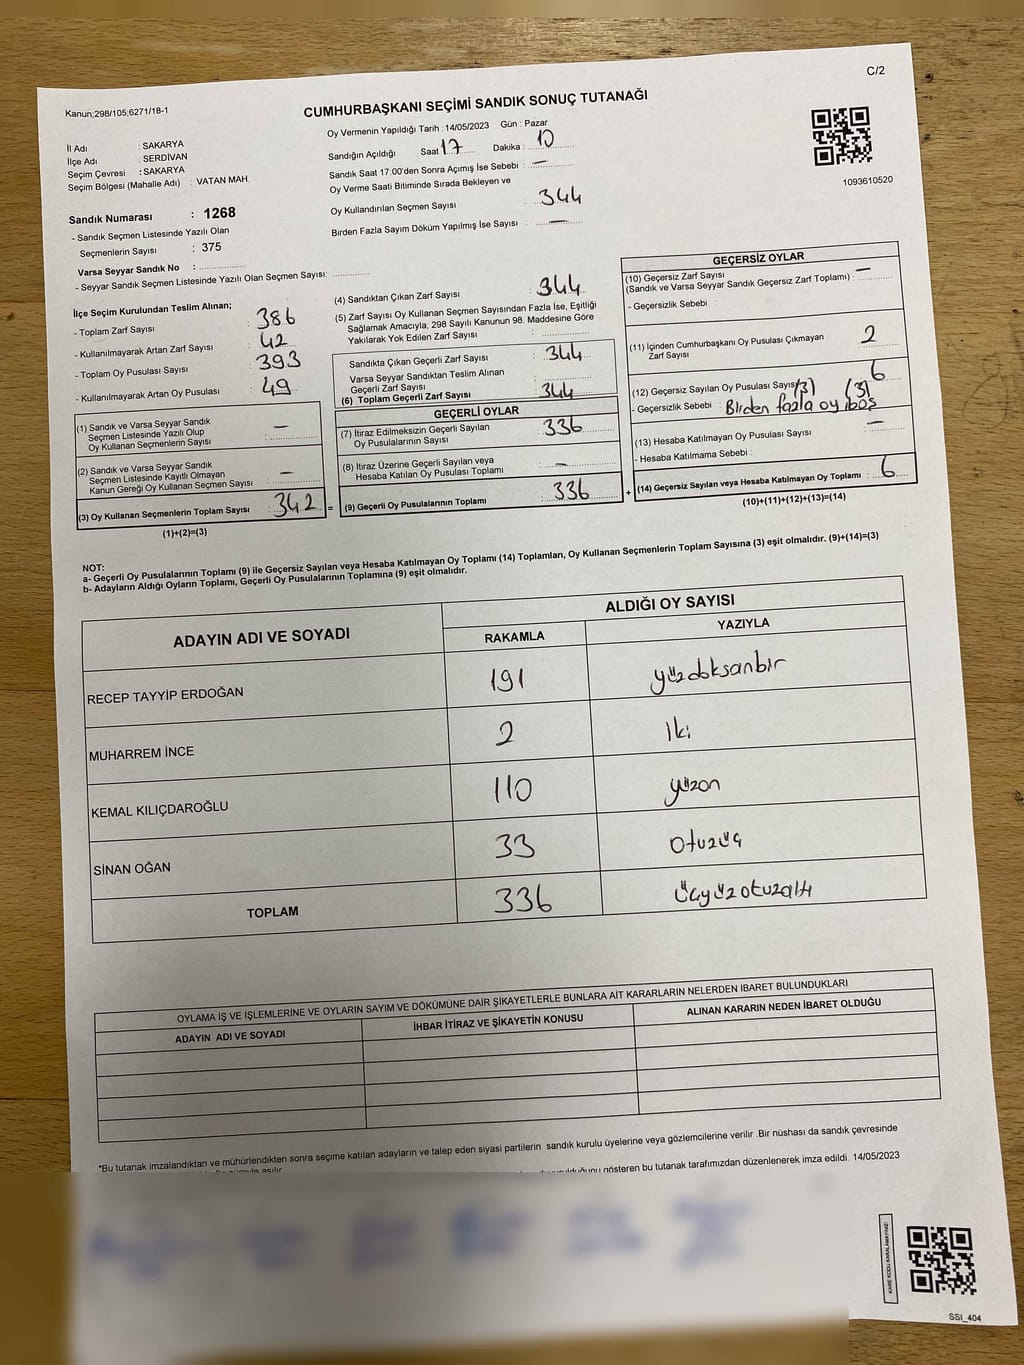 C/2
Kanun;298/105;6271/18-1
CUMHURBAŞKANI SEÇİMİ SANDIK SONUÇ TUTANAĞI
İl Adı : SAKARYA
İlçe Adı : SERDİVAN
Seçim Çevresi : SAKARYA
Seçim Bölgesi (Mahalle Adı) : VATAN MAH.
Oy Vermenin Yapıldığı Tarih : 14/05/2023 Gün : Pazar
Sandığın Açıldığı Saat : 17 Dakika : 10
Sandık Saat 17:00'den Sonra Açımış İse Sebebi : —
Oy Verme Saati Bitiminde Sırada Bekleyen ve
Oy Kullandırılan Seçmen Sayısı : 344
Birden Fazla Sayım Döküm Yapılmış İse Sayısı : —
1093610520
Sandık Numarası : 1268
- Sandık Seçmen Listesinde Yazılı Olan
Seçmenlerin Sayısı : 375
Varsa Seyyar Sandık No :
- Seyyar Sandık Seçmen Listesinde Yazılı Olan Seçmen Sayısı:
İlçe Seçim Kurulundan Teslim Alınan;
- Toplam Zarf Sayısı : 386
- Kullanılmayarak Artan Zarf Sayısı : 42
- Toplam Oy Pusulası Sayısı : 393
- Kullanılmayarak Artan Oy Pusulası : 49
(1) Sandık ve Varsa Seyyar Sandık
Seçmen Listesinde Yazılı Olup
Oy Kullanan Seçmenlerin Sayısı : —
(2) Sandık ve Varsa Seyyar Sandık
Seçmen Listesinde Kayıtlı Olmayan
Kanun Gereği Oy Kullanan Seçmen Sayısı : —
(3) Oy Kullanan Seçmenlerin Toplam Sayısı : 342 =
(1)+(2)=(3)
(4) Sandıktan Çıkan Zarf Sayısı : 344
(5) Zarf Sayısı Oy Kullanan Seçmen Sayısından Fazla İse, Eşitliği
Sağlamak Amacıyla; 298 Sayılı Kanunun 98. Maddesine Göre
Yakılarak Yok Edilen Zarf Sayısı :
Sandıkta Çıkan Geçerli Zarf Sayısı : 344
Varsa Seyyar Sandıktan Teslim Alınan
Geçerli Zarf Sayısı :
(6) Toplam Geçerli Zarf Sayısı : 344
GEÇERLİ OYLAR
(7) İtiraz Edilmeksizin Geçerli Sayılan
Oy Pusulalarının Sayısı : 336
(8) İtiraz Üzerine Geçerli Sayılan veya
Hesaba Katılan Oy Pusulası Toplamı : —
(9) Geçerli Oy Pusulalarının Toplamı : 336 +
GEÇERSİZ OYLAR
(10) Geçersiz Zarf Sayısı
(Sandık ve Varsa Seyyar Sandık Geçersiz Zarf Toplamı) : —
- Geçersizlik Sebebi :
(11) İçinden Cumhurbaşkanı Oy Pusulası Çıkmayan
Zarf Sayısı : 2
(12) Geçersiz Sayılan Oy Pusulası Sayısı : 6
(3) (3)
- Geçersizlik Sebebi : Birden fazla oy boş
(13) Hesaba Katılmayan Oy Pusulası Sayısı : —
- Hesaba Katılmama Sebebi :
(14) Geçersiz Sayılan veya Hesaba Katılmayan Oy Toplamı : 6
(10)+(11)+(12)+(13)=(14)
NOT:
a- Geçerli Oy Pusulalarının Toplamı (9) ile Geçersiz Sayılan veya Hesaba Katılmayan Oy Toplamı (14) Toplamları, Oy Kullanan Seçmenlerin Toplam Sayısına (3) eşit olmalıdır. (9)+(14)=(3)
b- Adayların Aldığı Oyların Toplamı, Geçerli Oy Pusulalarının Toplamına (9) eşit olmalıdır.
ADAYIN ADI VE SOYADI
ALDIĞI OY SAYISI
RAKAMLA YAZIYLA
RECEP TAYYİP ERDOĞAN 191 yüzdoksanbir
MUHARREM İNCE 2 iki
KEMAL KILIÇDAROĞLU 110 yüzon
SİNAN OĞAN 33 otuzüç
TOPLAM 336 üçyüzotuzaltı
OYLAMA İŞ VE İŞLEMLERİNE VE OYLARIN SAYIM VE DÖKÜMÜNE DAİR ŞİKAYETLERLE BUNLARA AİT KARARLARIN NELERDEN İBARET BULUNDUKLARI
ADAYIN ADI VE SOYADI İHBAR İTİRAZ VE ŞİKAYETİN KONUSU ALINAN KARARIN NEDEN İBARET OLDUĞU
*Bu tutanak imzalandıktan ve mühürlendikten sonra seçime katılan adayların ve talep eden siyasi partilerin sandık kurulu üyelerine veya gözlemcilerine verilir .Bir nüshası da sandık çevresinde
gösteren bu tutanak tarafımızdan düzenlenerek imza edildi. 14/05/2023
SSI_404